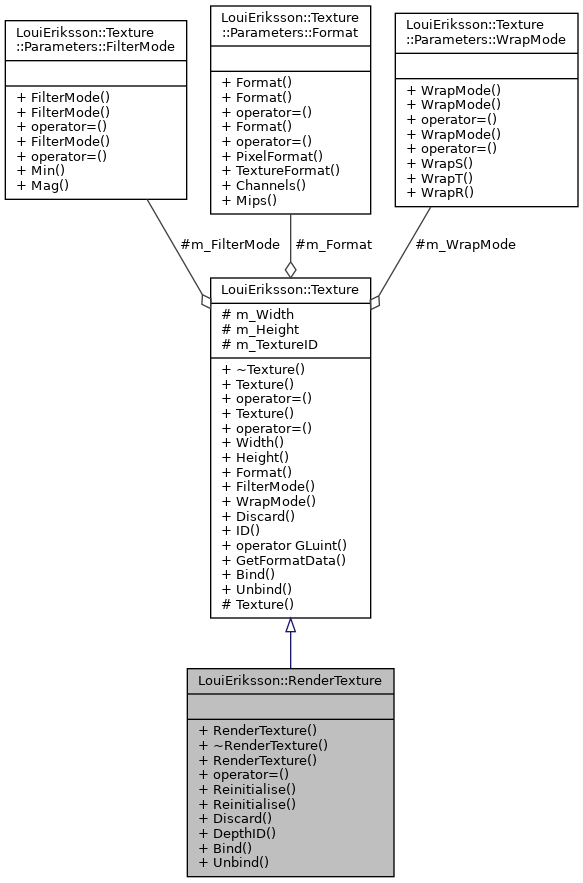 LouiEriksson::Texture
::Parameters::FilterMode
+ FilterMode()
+ FilterMode()
+ operator=()
+ FilterMode()
+ operator=()
+ Min()
+ Mag()
LouiEriksson::Texture
::Parameters::Format
+ Format()
+ Format()
+ operator=()
+ Format()
+ operator=()
+ PixelFormat()
+ TextureFormat()
+ Channels()
+ Mips()
LouiEriksson::Texture
::Parameters::WrapMode
+ WrapMode()
+ WrapMode()
+ operator=()
+ WrapMode()
+ operator=()
+ WrapS()
+ WrapT()
+ WrapR()
#m_FilterMode
#m_Format
#m_WrapMode
LouiEriksson::Texture
# m_Width
# m_Height
# m_TextureID
+ ~Texture()
+ Texture()
+ operator=()
+ Texture()
+ operator=()
+ Width()
+ Height()
+ Format()
+ FilterMode()
+ WrapMode()
+ Discard()
+ ID()
+ operator GLuint()
+ GetFormatData()
+ Bind()
+ Unbind()
# Texture()
LouiEriksson::RenderTexture
+ RenderTexture()
+ ~RenderTexture()
+ RenderTexture()
+ operator=()
+ Reinitialise()
+ Reinitialise()
+ Discard()
+ DepthID()
+ Bind()
+ Unbind()